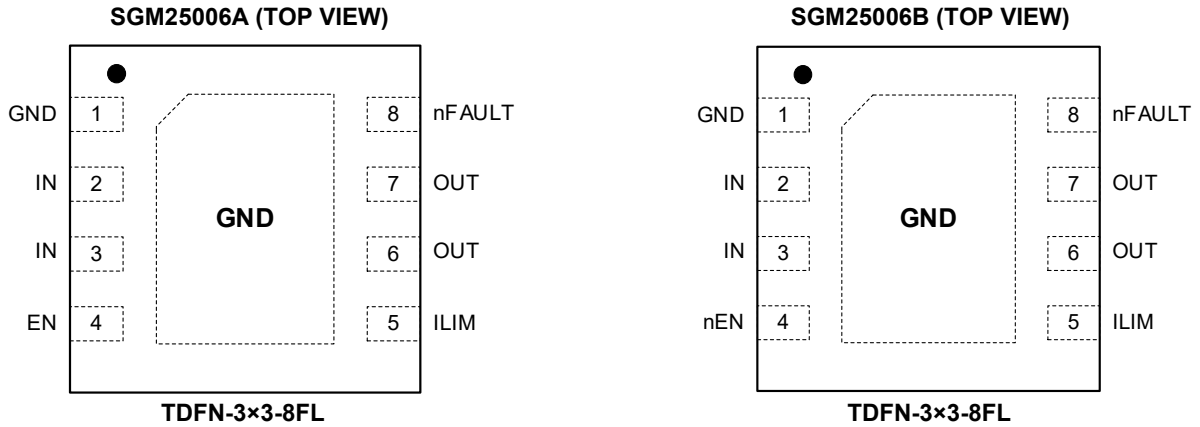 SGM25006A (TOP VIEW)
GND 1 8 nFAULT
IN 2 7 OUT
GND
IN 3 6 OUT
EN 4 5 ILIM
TDFN-3×3-8FL
SGM25006B (TOP VIEW)
GND 1 8 nFAULT
IN 2 7 OUT
GND
IN 3 6 OUT
nEN 4 5 ILIM
TDFN-3×3-8FL